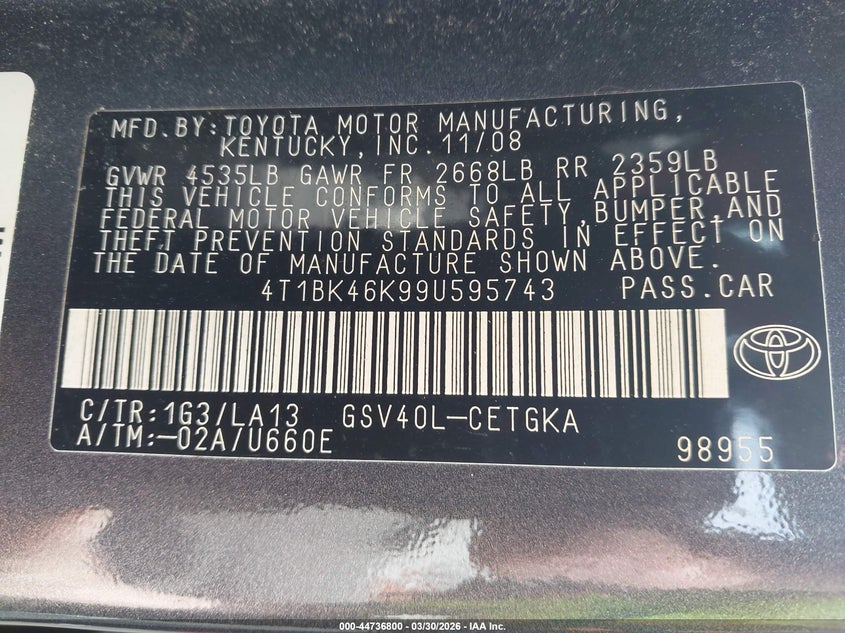 MFD.BY:TOYOTA MOTOR MANUFACTURING,
KENTUCKY,INC.11/08
GVWR 4535LB GAWR FR 2668LB RR 2359LB
THIS VEHICLE CONFORMS TO ALL APPLICABLE
FEDERAL MOTOR VEHICLE SAFETY,BUMPER,AND
THEFT PREVENTION STANDARDS IN EFFECT ON
THE DATE OF MANUFACTURE SHOWN ABOVE.
4T1BK46K99U595743 PASS.CAR
C/TR:1G3/LA13 GSV40L-CETGKA
A/TM:-02A/U660E
98955
000-44736800 - 03/30/2026 - IAA Inc.